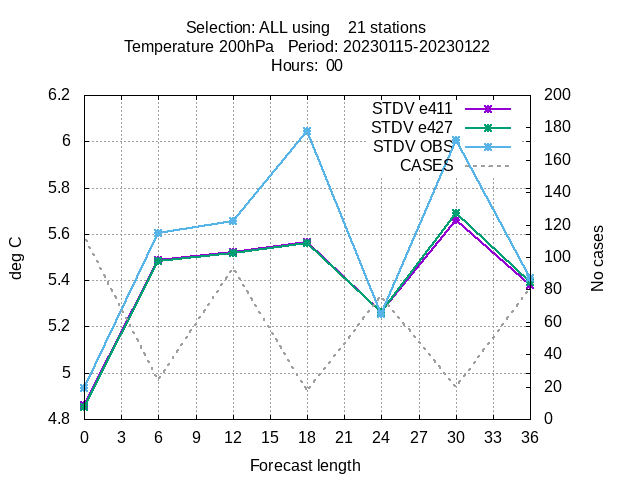 Selection: ALL using 21 stations
Temperature 200hPa Period: 20230115-20230122
Hours: 00
6.2
6
5.8
5.6
5.4
5.2
5
4.8
deg C
STDV e411
STDV e427
STDV OBS
CASES
200
180
160
140
120
100
80
60
40
20
0
No cases
0 3 6 9 12 15 18 21 24 27 30 33 36
Forecast length